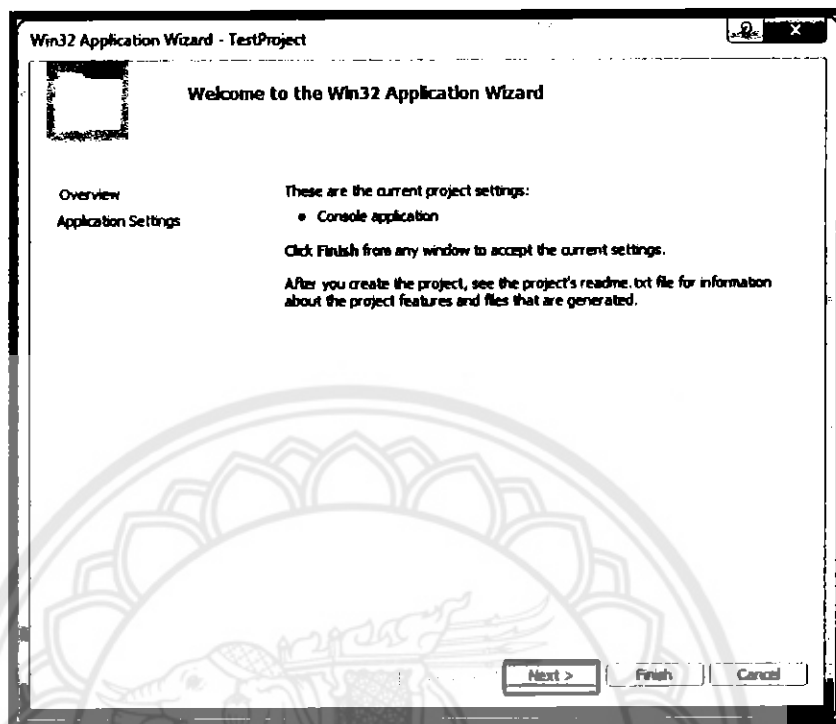 Win32 Application Wizard - TestProject
?
X
Welcome to the Win32 Application Wizard
Overview
Application Settings
These are the current project settings:
• Console application
Click Finish from any window to accept the current settings.
After you create the project, see the project's readme.txt file for information
about the project features and files that are generated.
Next >
Finish
Cancel